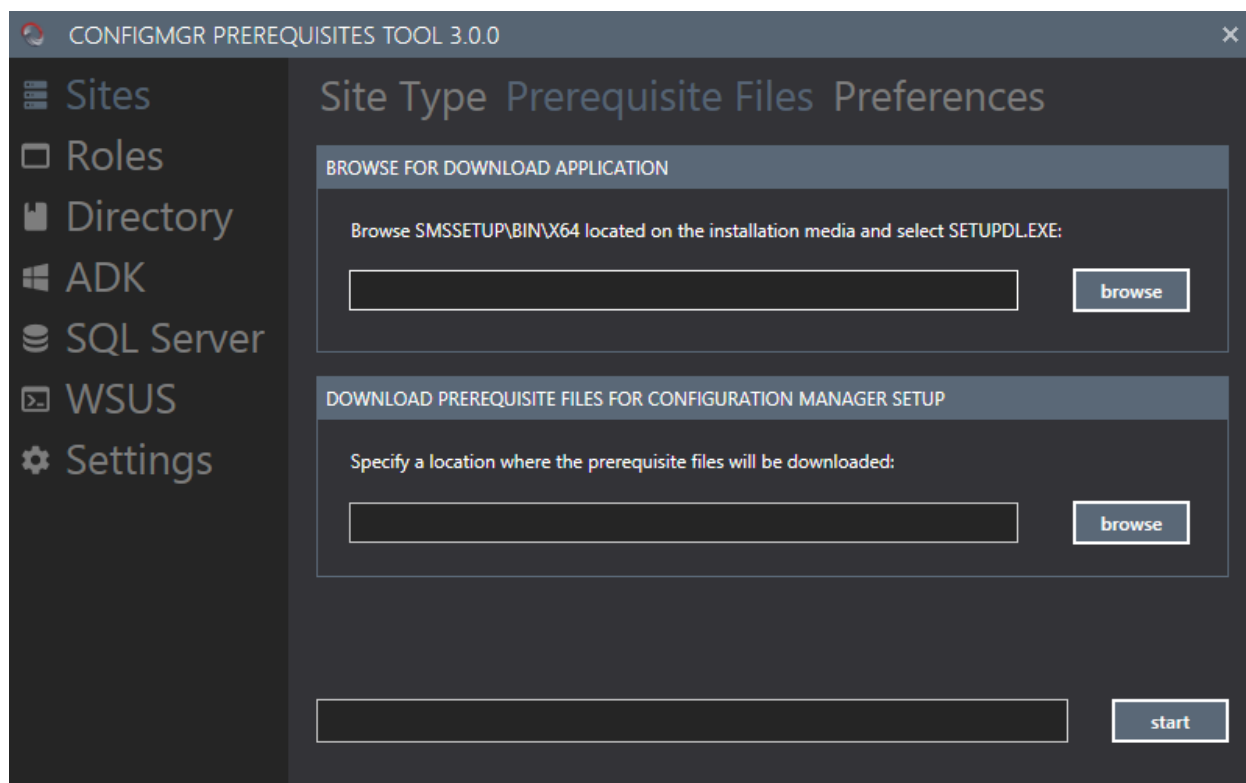 CONFIGMGR PREREQUISITES TOOL 3.0.0
Sites
Roles
Directory
ADK
SQL Server
WSUS
Settings
Site Type Prerequisite Files Preferences
BROWSE FOR DOWNLOAD APPLICATION
Browse SMSSETUP\BIN\X64 located on the installation media and select SETUPDL.EXE:
browse
DOWNLOAD PREREQUISITE FILES FOR CONFIGURATION MANAGER SETUP
Specify a location where the prerequisite files will be downloaded:
browse
start